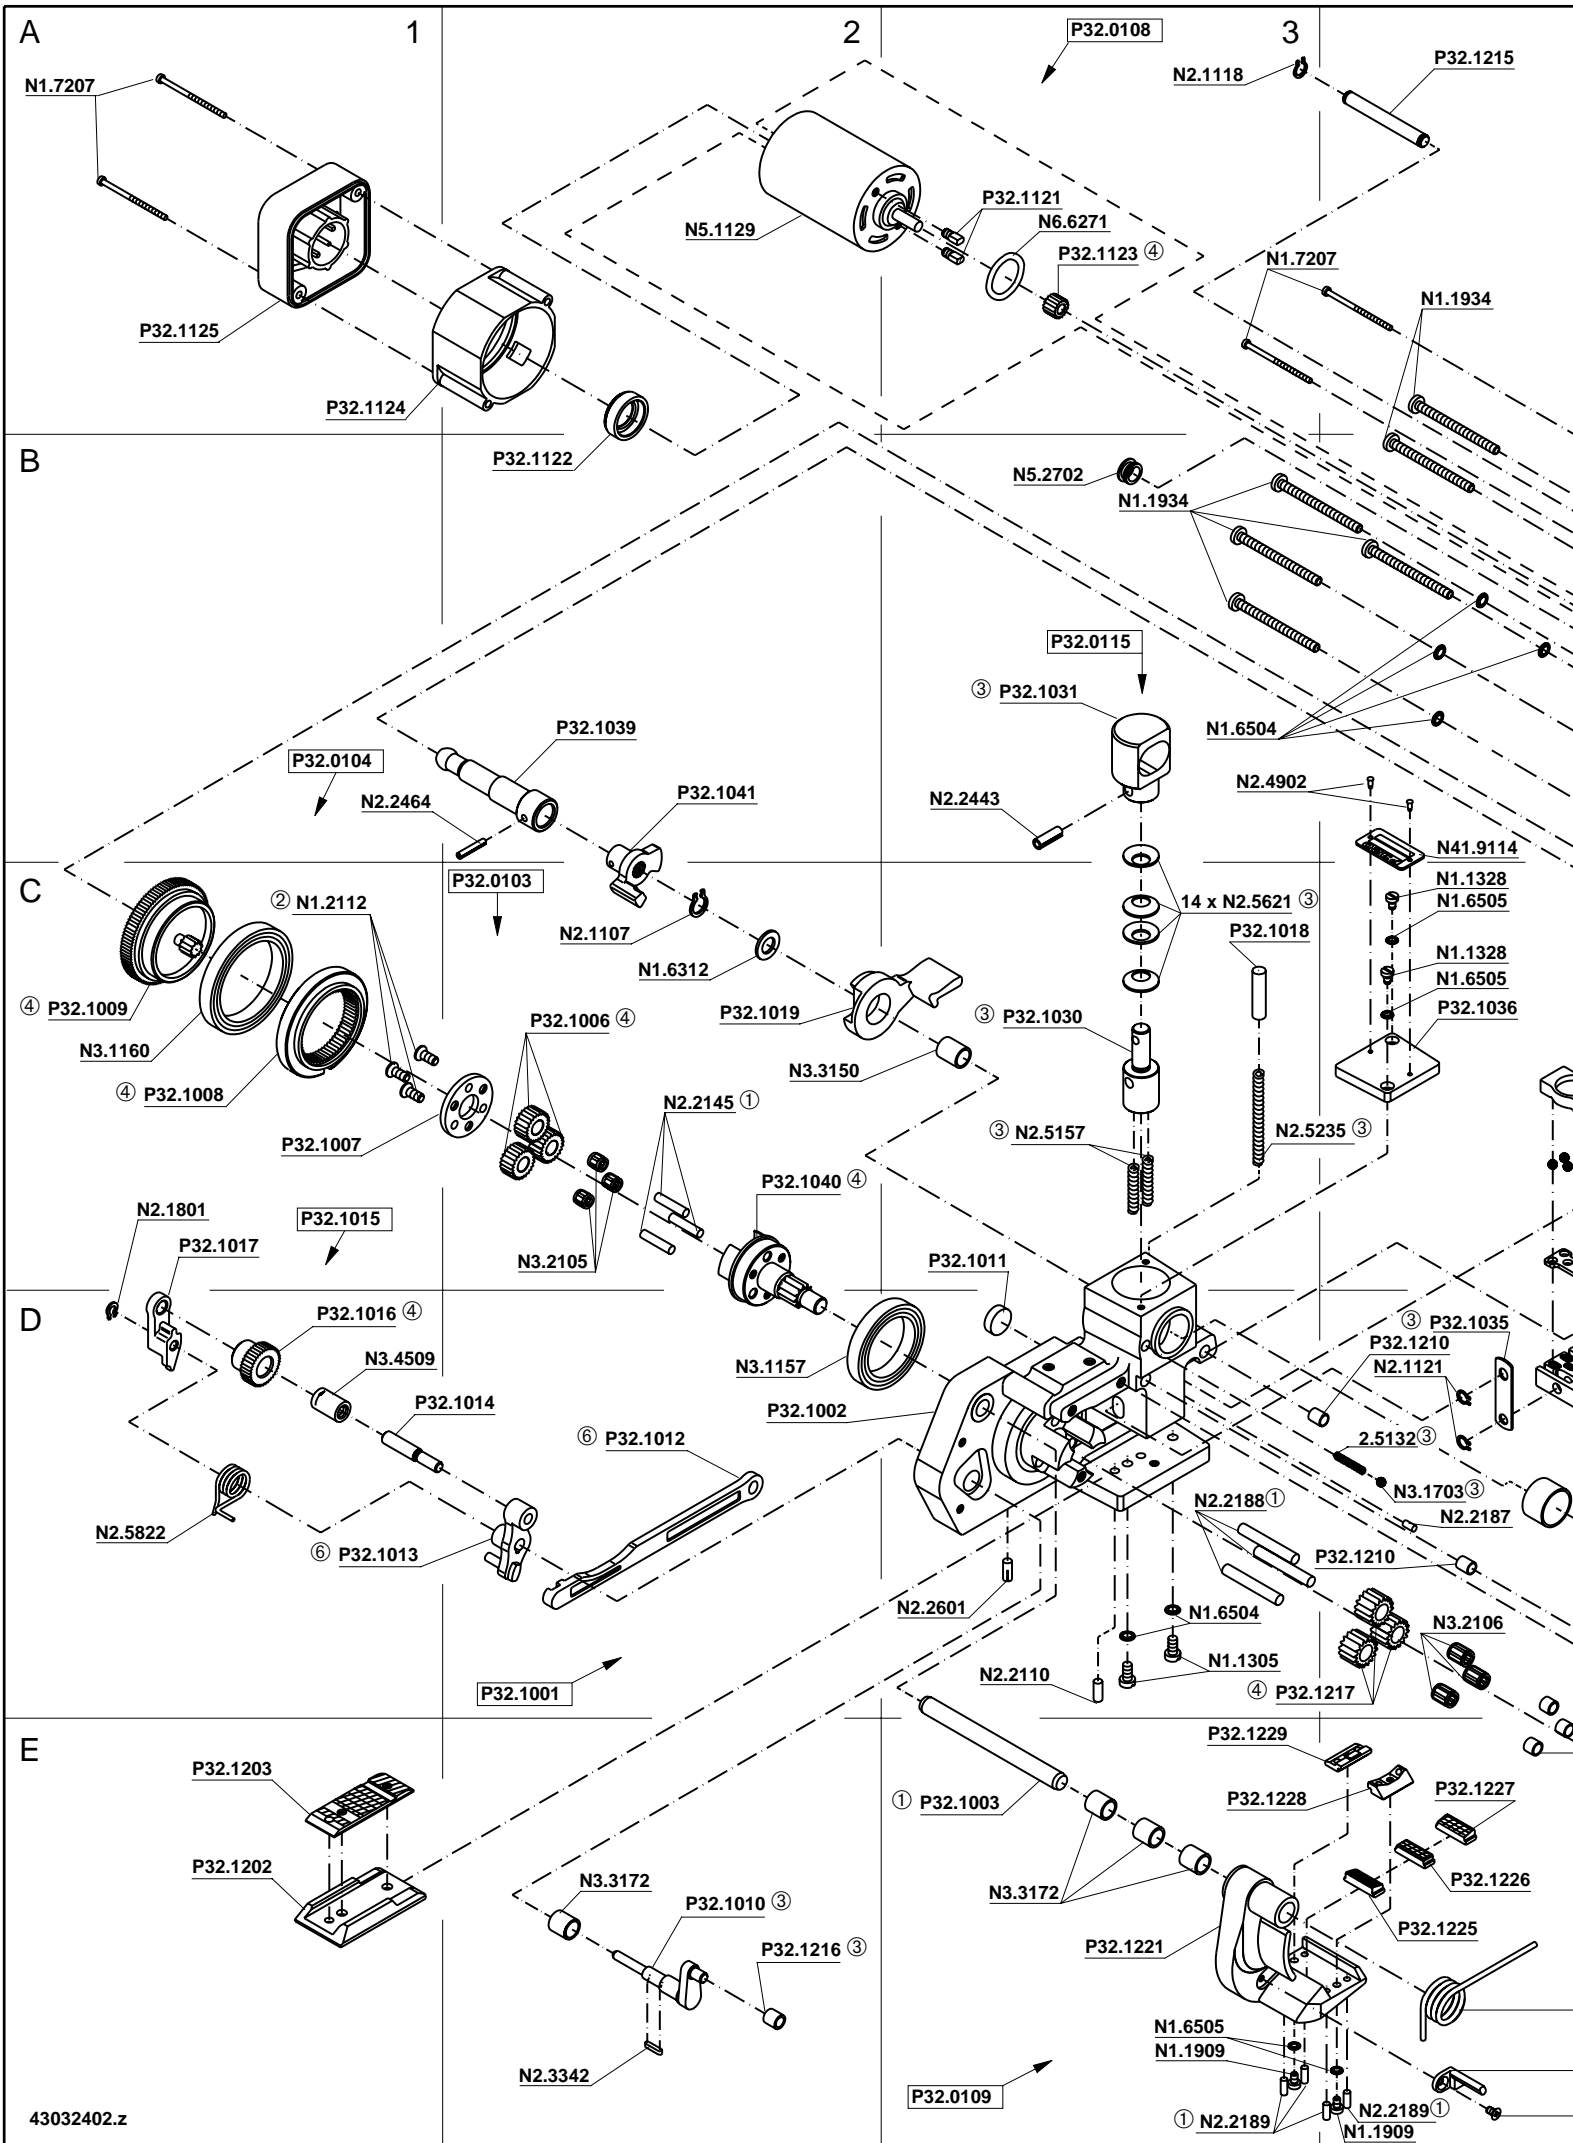 A
1
2
3
P32.0108
N2.1118
P32.1215
N1.7207
P32.1121
N5.1129
N6.6271
P32.1123 ④
N1.7207
N1.1934
P32.1125
P32.1124
P32.1122
B
N5.2702
N1.1934
P32.0115
③ P32.1031
N1.6504
P32.1039
P32.0104
N2.2464
P32.1041
N2.2443
N2.4902
N41.9114
C
P32.0103
② N1.2112
N1.1328
14 x N2.5621 ③
N1.6505
N2.1107
P32.1018
N1.6312
N1.1328
N1.6505
④ P32.1009
P32.1006 ④
P32.1019
③ P32.1030
P32.1036
N3.1160
N3.3150
④ P32.1008
N2.2145 ①
③ N2.5157
N2.5235 ③
P32.1007
P32.1040 ④
N2.1801
P32.1015
P32.1017
N3.2105
P32.1011
D
P32.1016 ④
③ P32.1035
P32.1210
N3.4509
N3.1157
N2.1121
P32.1014
P32.1002
⑥ P32.1012
2.5132 ③
N3.1703 ③
N2.2188 ①
N2.2187
N2.5822
⑥ P32.1013
P32.1210
N2.2601
N1.6504
N3.2106
N1.1305
N2.2110
④ P32.1217
P32.1001
E
P32.1229
P32.1203
P32.1228
P32.1227
① P32.1003
P32.1202
N3.3172
N3.3172
P32.1226
P32.1010 ③
P32.1225
P32.1216 ③
P32.1221
N1.6505
N1.1909
N2.3342
P32.0109
43032402.z
① N2.2189
N2.2189 ①
N1.1909